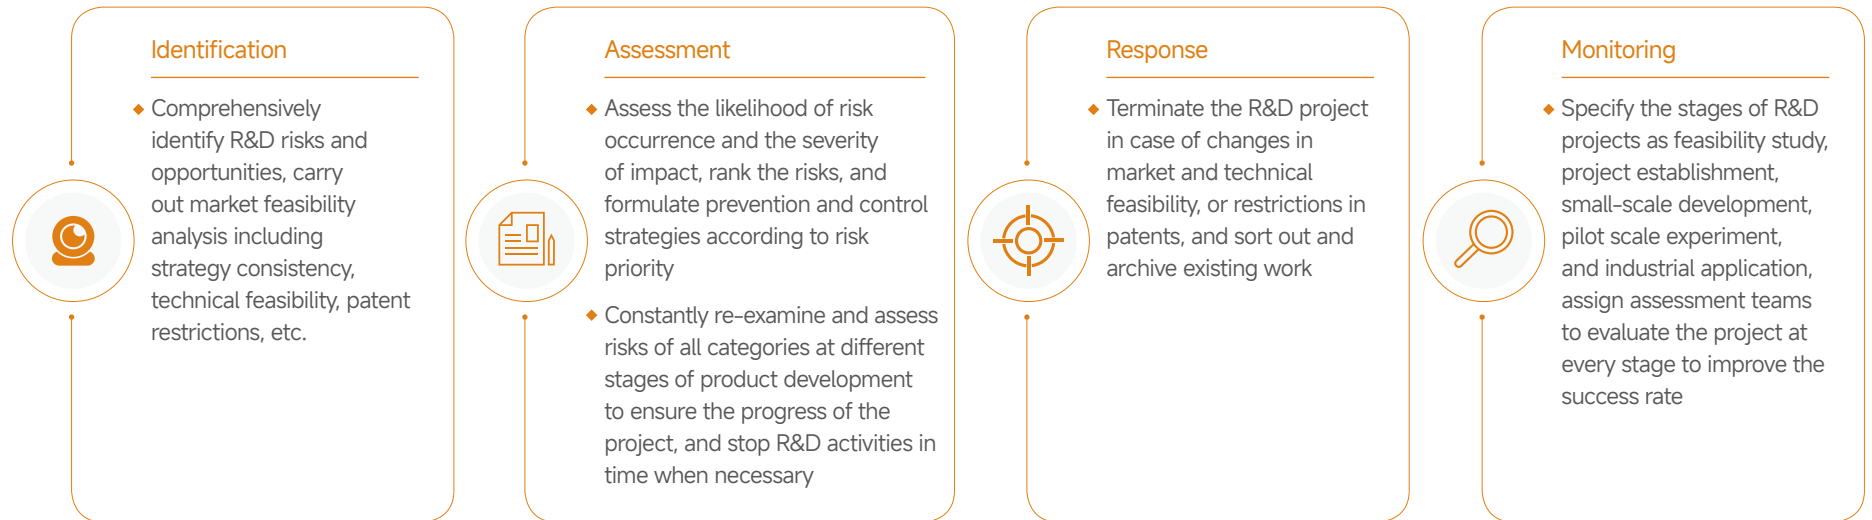 Identification
Comprehensively
identify R&D risks and
opportunities, carry
out market feasibility
analysis including
strategy consistency,
technical feasibility, patent
restrictions, etc.
Assessment
Assess the likelihood of risk
occurrence and the severity
of impact, rank the risks, and
formulate prevention and control
strategies according to risk
priority
Constantly re-examine and assess
risks of all categories at different
stages of product development
to ensure the progress of the
project, and stop R&D activities in
time when necessary
Response
Terminate the R&D project
in case of changes in
market and technical
feasibility, or restrictions in
patents, and sort out and
archive existing work
Monitoring
Specify the stages of R&D
projects as feasibility study,
project establishment,
small-scale development,
pilot scale experiment,
and industrial application,
assign assessment teams
to evaluate the project at
every stage to improve the
success rate